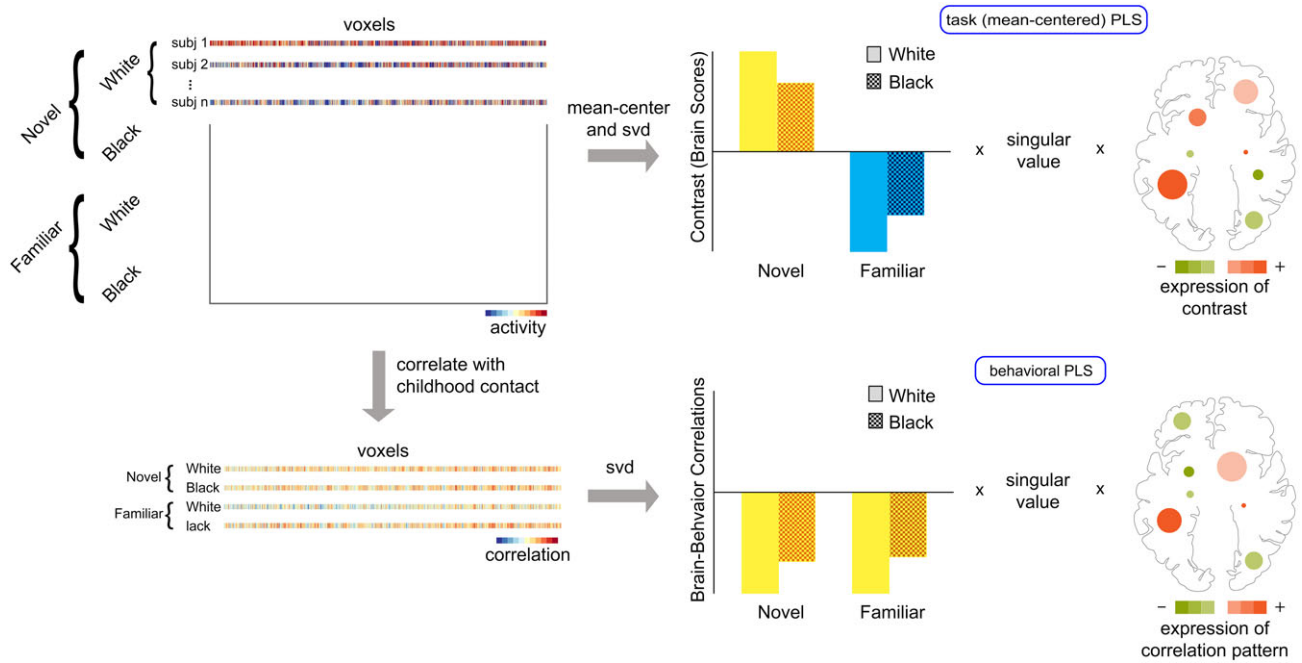 voxels
subj 1
subj 2
⋮
subj n
White
Black
Novel
White
Black
Familiar
activity
mean-center
and svd
task (mean-centered) PLS
Contrast (Brain Scores)
White
Black
Novel
Familiar
x
singular
value
x
- +
expression of
contrast
correlate with
childhood contact
voxels
Novel
White
Black
Familiar
White
lack
correlation
svd
behavioral PLS
Brain-Behvaior Correlations
White
Black
Novel
Familiar
x
singular
value
x
- +
expression of
correlation pattern